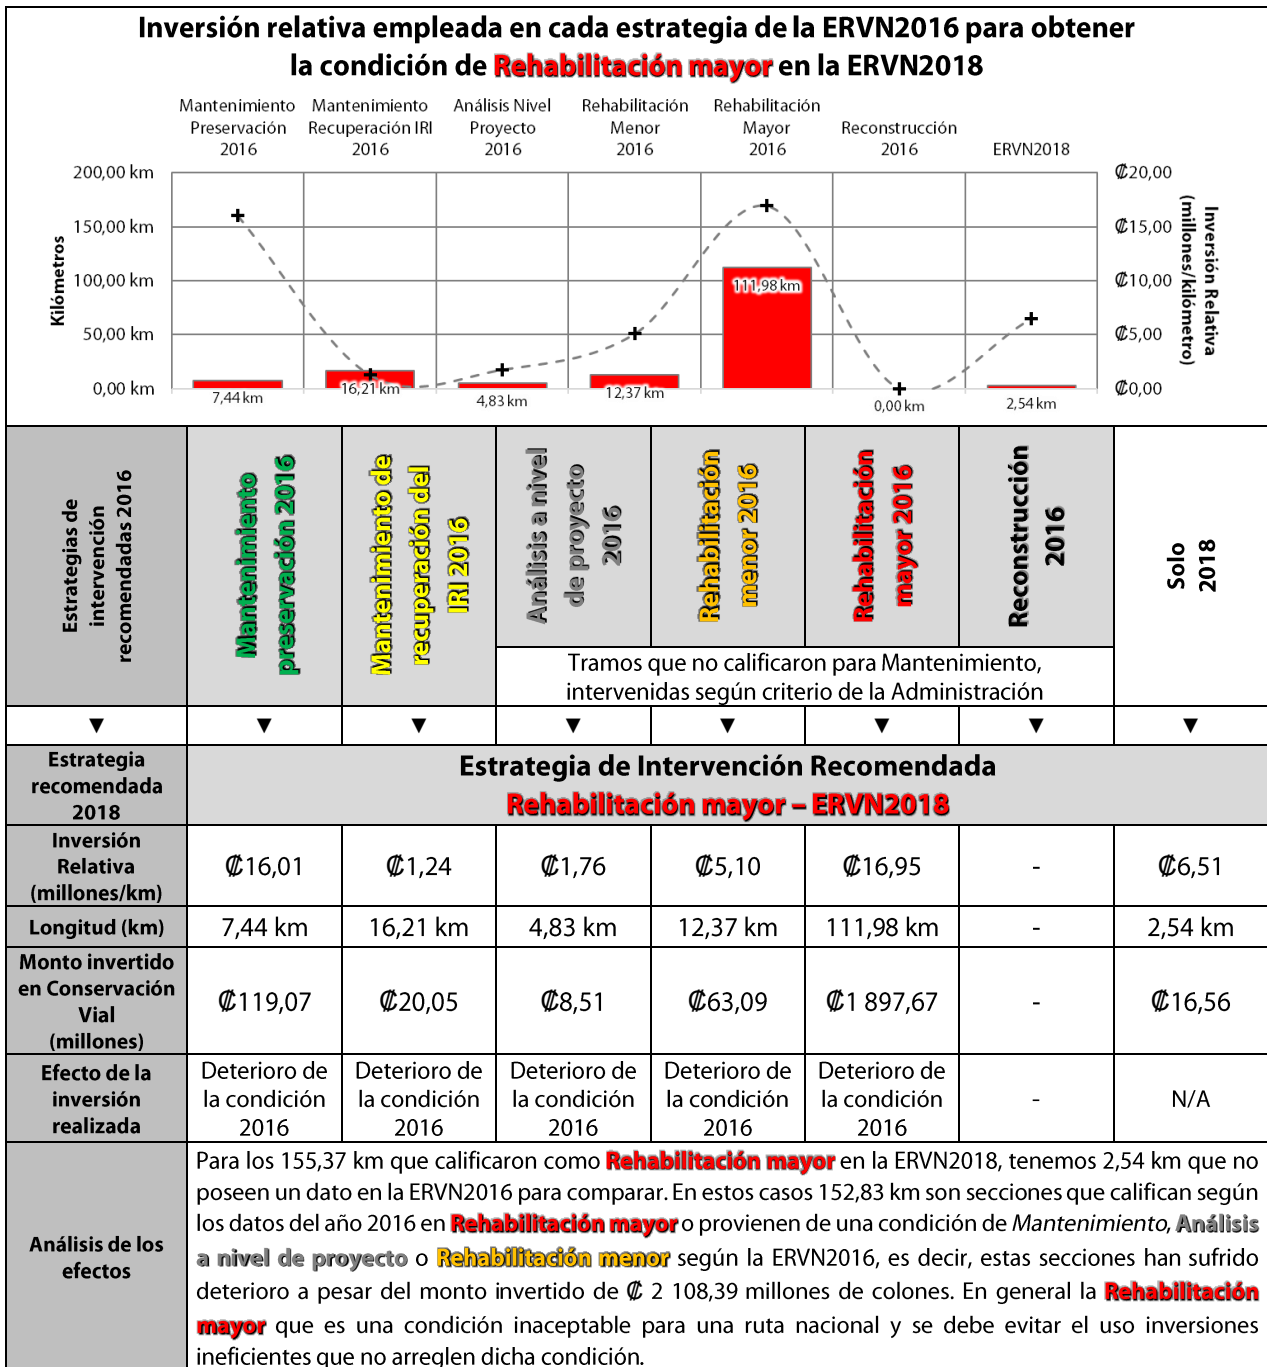 Inversión relativa empleada en cada estrategia de la ERVN2016 para obtener
la condición de Rehabilitación mayor en la ERVN2018
Mantenimiento
Preservación
2016
Mantenimiento
Recuperación IRI
2016
Análisis Nivel
Proyecto
2016
Rehabilitación
Menor
2016
Rehabilitación
Mayor
2016
Reconstrucción
2016
ERVN2018
Kilómetros
200,00 km
150,00 km
100,00 km
50,00 km
0,00 km
7,44 km
16,21 km
4,83 km
12,37 km
111,98 km
0,00 km
2,54 km
₡20,00
₡15,00
₡10,00
₡5,00
₡0,00
Inversión Relativa
(millones/kilómetro)
Estrategias de
intervención
recomendadas 2016
Mantenimiento
preservación 2016
Mantenimiento de
recuperación del
IRI 2016
Análisis a nivel
de proyecto
2016
Rehabilitación
menor 2016
Rehabilitación
mayor 2016
Reconstrucción
2016
Solo
2018
Tramos que no calificaron para Mantenimiento,
intervenidas según criterio de la Administración
▼ ▼ ▼ ▼ ▼ ▼ ▼ ▼
Estrategia
recomendada
2018
Estrategia de Intervención Recomendada
Rehabilitación mayor – ERVN2018
Inversión
Relativa
(millones/km)
₡16,01 ₡1,24 ₡1,76 ₡5,10 ₡16,95 - ₡6,51
Longitud (km) 7,44 km 16,21 km 4,83 km 12,37 km 111,98 km - 2,54 km
Monto invertido
en Conservación
Vial
(millones)
₡119,07 ₡20,05 ₡8,51 ₡63,09 ₡1 897,67 - ₡16,56
Efecto de la
inversión
realizada
Deterioro de
la condición
2016
Deterioro de
la condición
2016
Deterioro de
la condición
2016
Deterioro de
la condición
2016
Deterioro de
la condición
2016
-
N/A
Análisis de los
efectos
Para los 155,37 km que calificaron como Rehabilitación mayor en la ERVN2018, tenemos 2,54 km que no
poseen un dato en la ERVN2016 para comparar. En estos casos 152,83 km son secciones que califican según
los datos del año 2016 en Rehabilitación mayor o provienen de una condición de Mantenimiento, Análisis
a nivel de proyecto o Rehabilitación menor según la ERVN2016, es decir, estas secciones han sufrido
deterioro a pesar del monto invertido de ₡ 2 108,39 millones de colones. En general la Rehabilitación
mayor que es una condición inaceptable para una ruta nacional y se debe evitar el uso inversiones
ineficientes que no arreglen dicha condición.